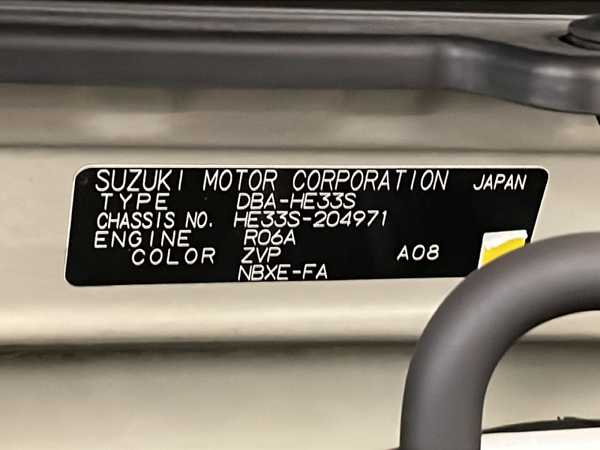 SUZUKI MOTOR CORPORATION JAPAN
TYPE DBA-HE33S
CHASSIS NO. HE33S-204971
ENGINE R06A
COLOR ZVP A08
NBXE-FA